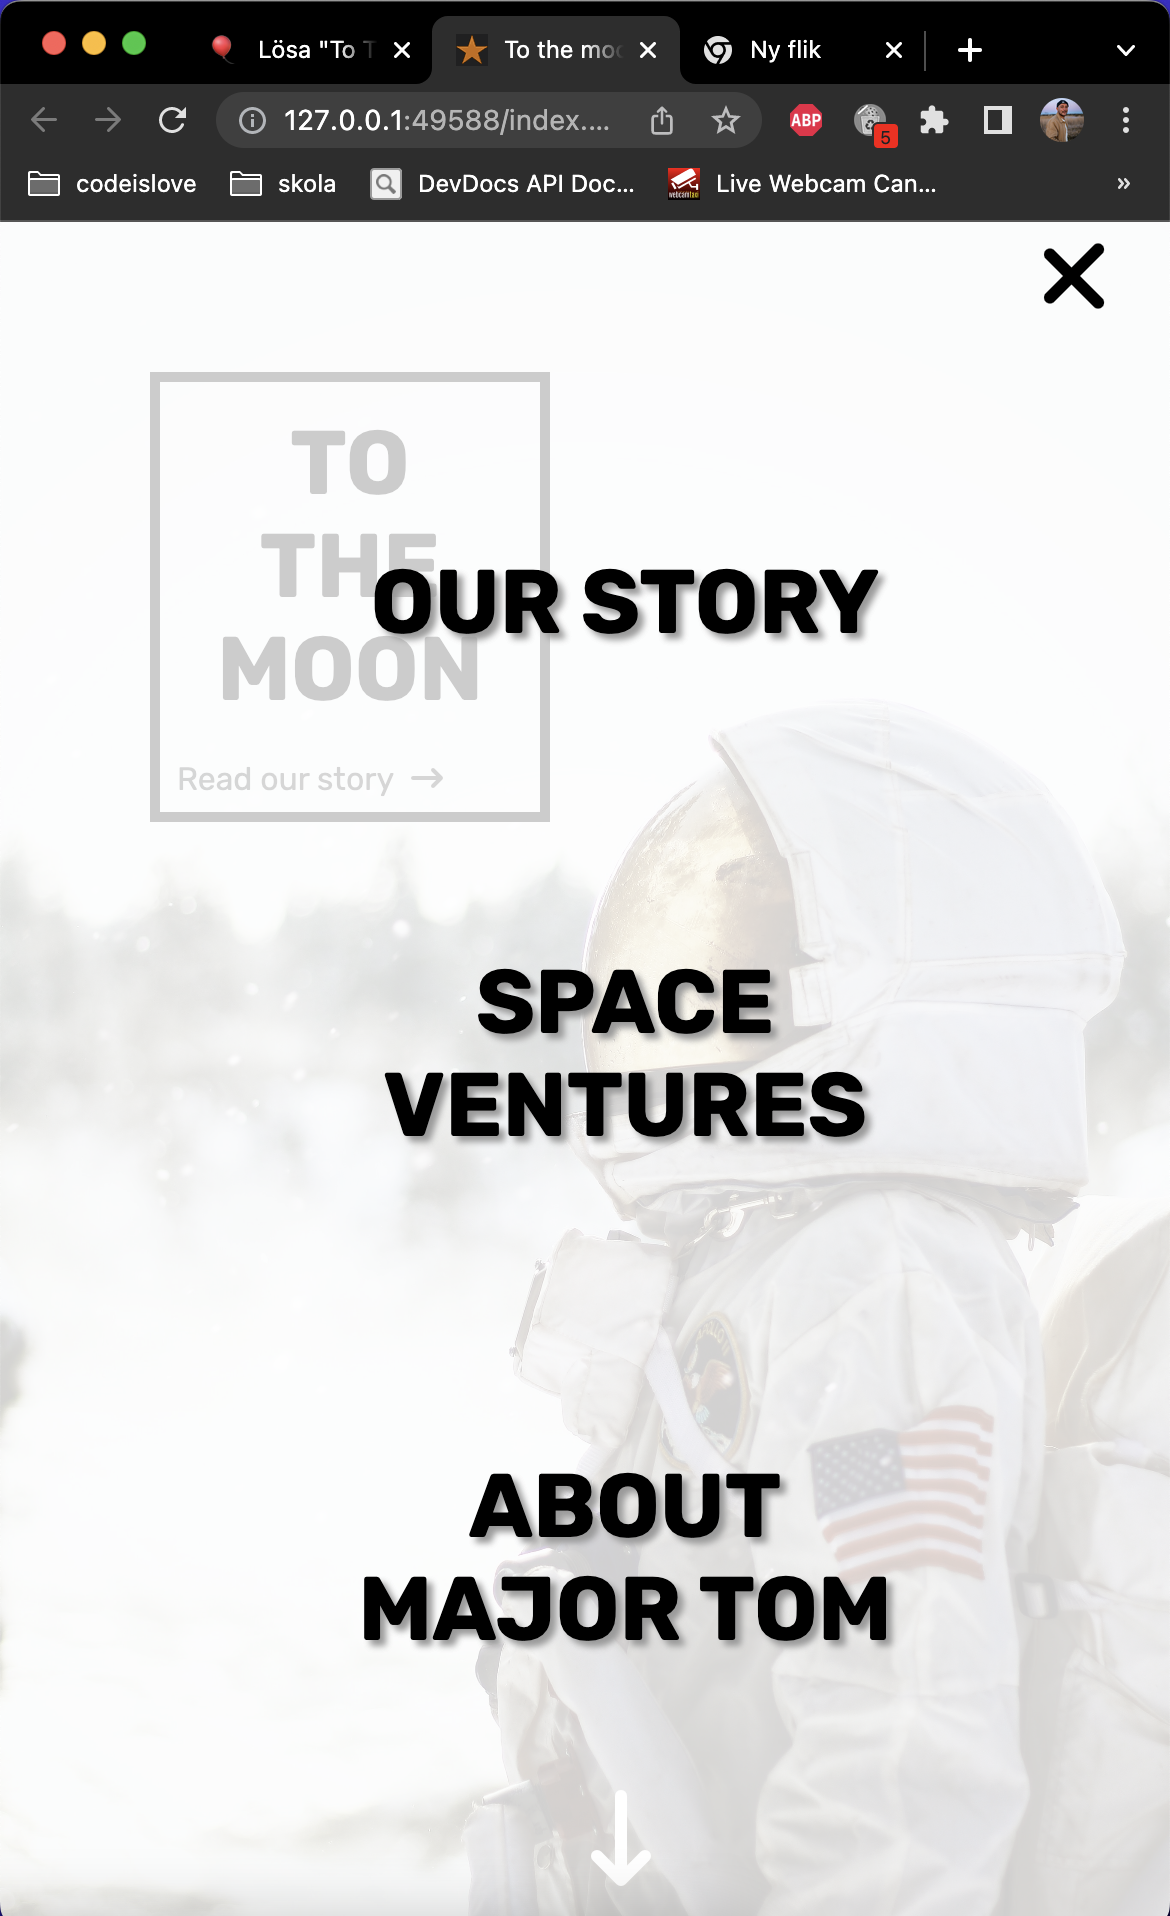 Lösa "To T
To the moo
Ny flik
127.0.0.1:49588/index....
ABP
5
codeislove
skola
DevDocs API Doc...
Live Webcam Can...
»
TO
THE
MOON
Read our story →
OUR STORY
SPACE
VENTURES
ABOUT
MAJOR TOM